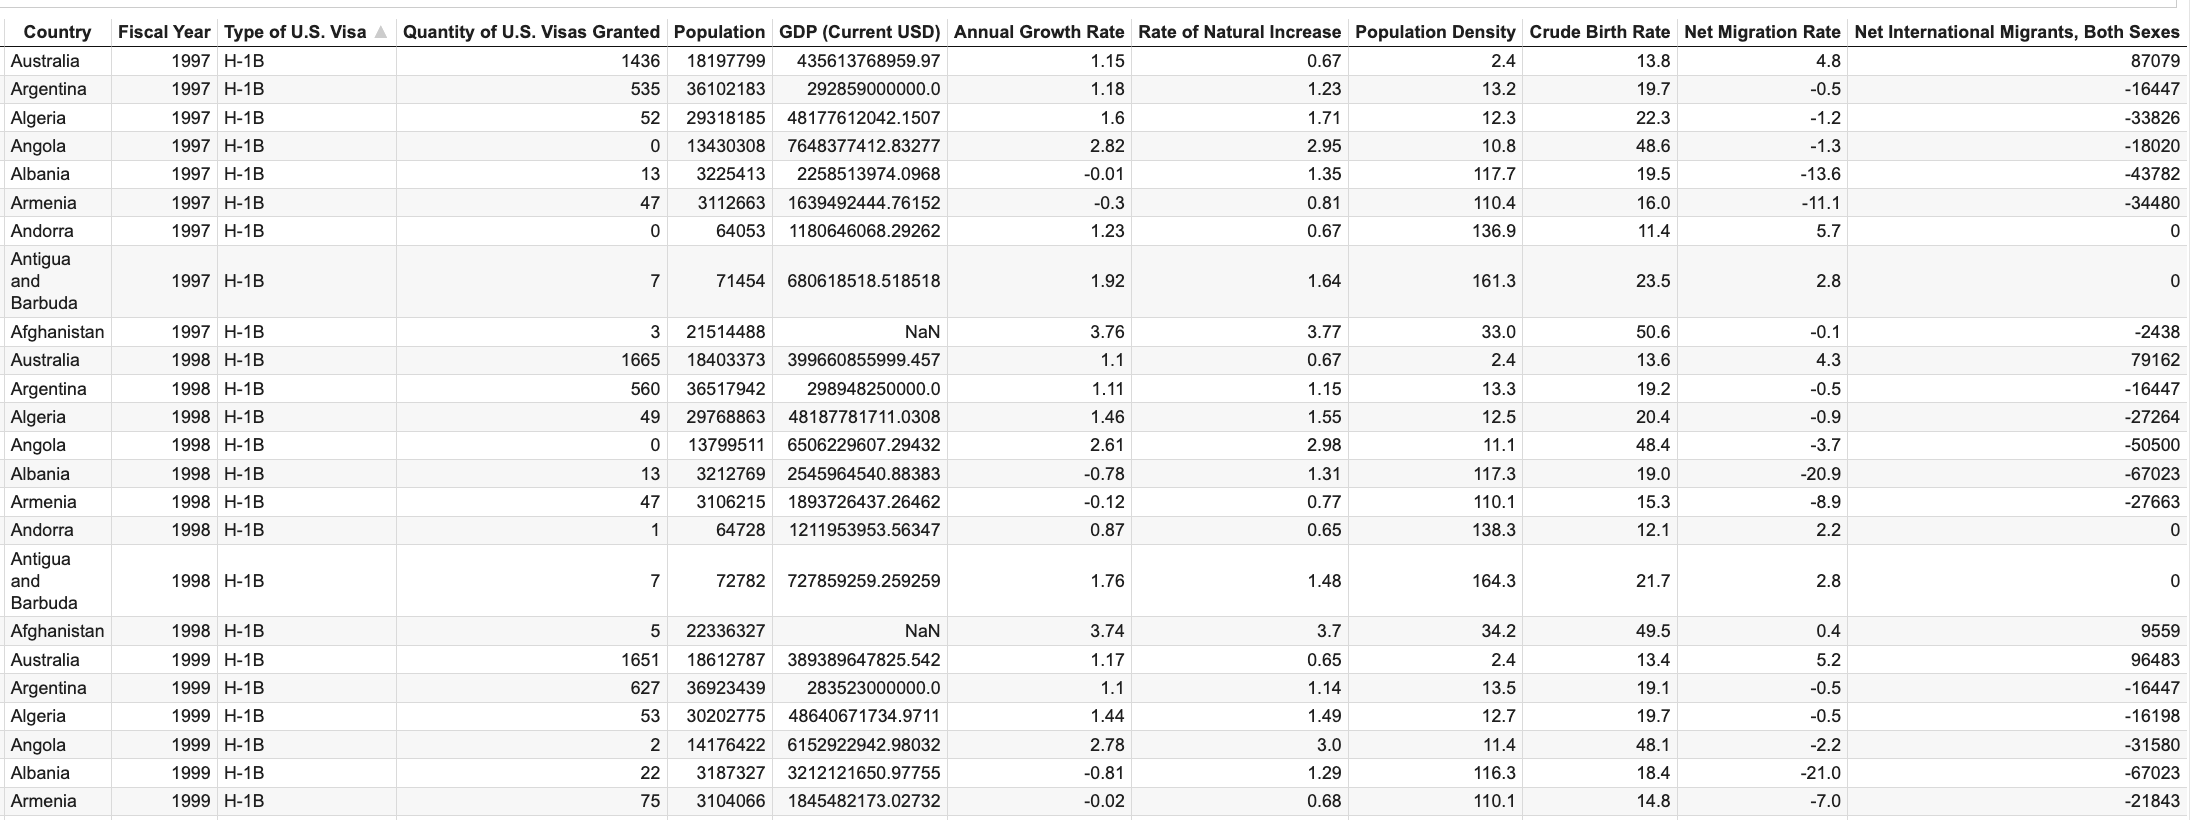 Country Fiscal Year Type of U.S. Visa ▲ Quantity of U.S. Visas Granted Population GDP (Current USD) Annual Growth Rate Rate of Natural Increase Population Density Crude Birth Rate Net Migration Rate Net International Migrants, Both Sexes
Australia 1997 H-1B 1436 18197799 435613768959.97 1.15 0.67 2.4 13.8 4.8 87079
Argentina 1997 H-1B 535 36102183 292859000000.0 1.18 1.23 13.2 19.7 -0.5 -16447
Algeria 1997 H-1B 52 29318185 48177612042.1507 1.6 1.71 12.3 22.3 -1.2 -33826
Angola 1997 H-1B 0 13430308 7648377412.83277 2.82 2.95 10.8 48.6 -1.3 -18020
Albania 1997 H-1B 13 3225413 2258513974.0968 -0.01 1.35 117.7 19.5 -13.6 -43782
Armenia 1997 H-1B 47 3112663 1639492444.76152 -0.3 0.81 110.4 16.0 -11.1 -34480
Andorra 1997 H-1B 0 64053 1180646068.29262 1.23 0.67 136.9 11.4 5.7 0
Antigua
and
Barbuda 1997 H-1B 7 71454 680618518.518518 1.92 1.64 161.3 23.5 2.8 0
Afghanistan 1997 H-1B 3 21514488 NaN 3.76 3.77 33.0 50.6 -0.1 -2438
Australia 1998 H-1B 1665 18403373 399660855999.457 1.1 0.67 2.4 13.6 4.3 79162
Argentina 1998 H-1B 560 36517942 298948250000.0 1.11 1.15 13.3 19.2 -0.5 -16447
Algeria 1998 H-1B 49 29768863 48187781711.0308 1.46 1.55 12.5 20.4 -0.9 -27264
Angola 1998 H-1B 0 13799511 6506229607.29432 2.61 2.98 11.1 48.4 -3.7 -50500
Albania 1998 H-1B 13 3212769 2545964540.88383 -0.78 1.31 117.3 19.0 -20.9 -67023
Armenia 1998 H-1B 47 3106215 1893726437.26462 -0.12 0.77 110.1 15.3 -8.9 -27663
Andorra 1998 H-1B 1 64728 1211953953.56347 0.87 0.65 138.3 12.1 2.2 0
Antigua
and
Barbuda 1998 H-1B 7 72782 727859259.259259 1.76 1.48 164.3 21.7 2.8 0
Afghanistan 1998 H-1B 5 22336327 NaN 3.74 3.7 34.2 49.5 0.4 9559
Australia 1999 H-1B 1651 18612787 389389647825.542 1.17 0.65 2.4 13.4 5.2 96483
Argentina 1999 H-1B 627 36923439 283523000000.0 1.1 1.14 13.5 19.1 -0.5 -16447
Algeria 1999 H-1B 53 30202775 48640671734.9711 1.44 1.49 12.7 19.7 -0.5 -16198
Angola 1999 H-1B 2 14176422 6152922942.98032 2.78 3.0 11.4 48.1 -2.2 -31580
Albania 1999 H-1B 22 3187327 3212121650.97755 -0.81 1.29 116.3 18.4 -21.0 -67023
Armenia 1999 H-1B 75 3104066 1845482173.02732 -0.02 0.68 110.1 14.8 -7.0 -21843